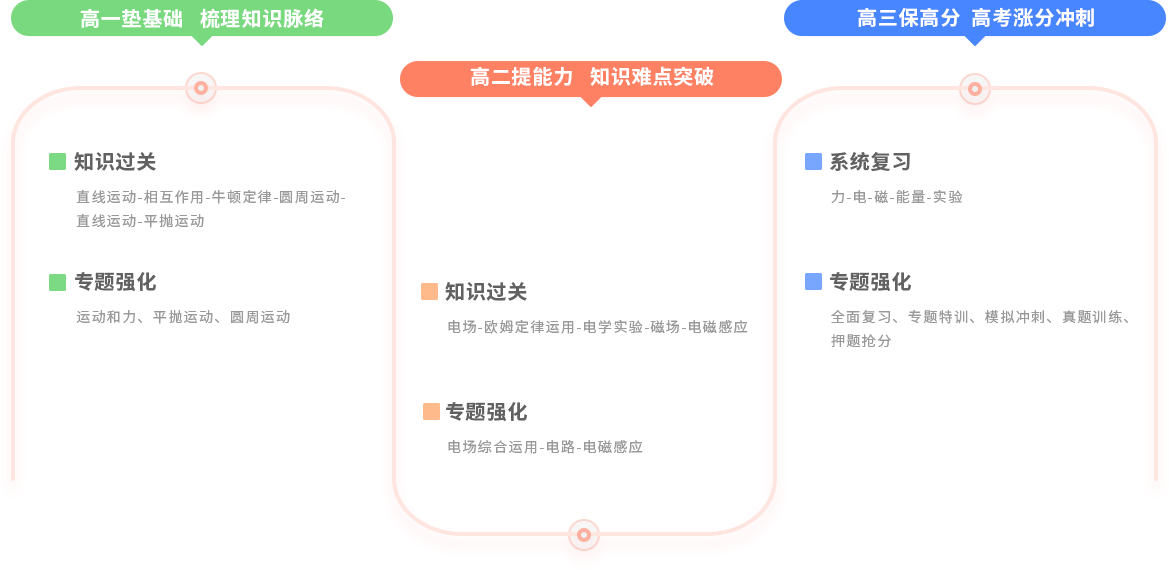 高一垫基础 梳理知识脉络
知识过关
直线运动-相互作用-牛顿定律-圆周运动-
直线运动-平抛运动
专题强化
运动和力、平抛运动、圆周运动
高二提能力 知识难点突破
知识过关
电场-欧姆定律运用-电学实验-磁场-电磁感应
专题强化
电场综合运用-电路-电磁感应
高三保高分 高考涨分冲刺
系统复习
力-电-磁-能量-实验
专题强化
全面复习、专题特训、模拟冲刺、真题训练、
押题抢分